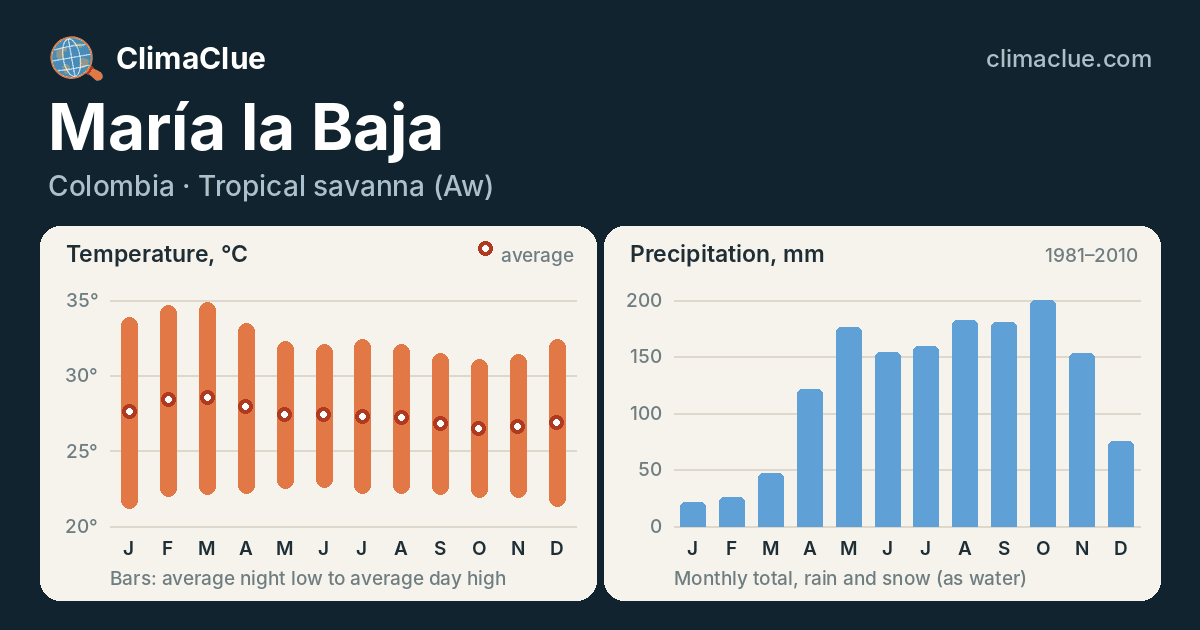 ClimaClue
climaclue.com
María la Baja
Colombia · Tropical savanna (Aw)
Temperature, °C
average
35°
30°
25°
20°
J F M A M J J A S O N D
Bars: average night low to average day high
Precipitation, mm
1981–2010
200
150
100
50
0
J F M A M J J A S O N D
Monthly total, rain and snow (as water)